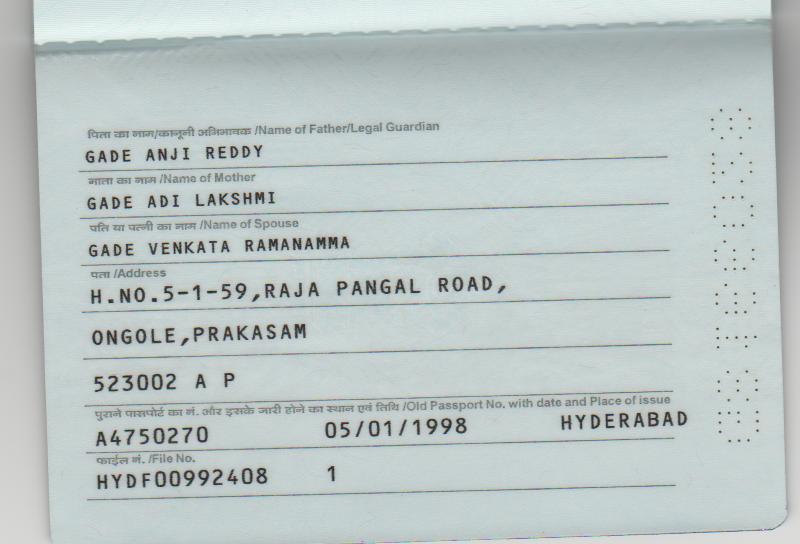 पिता का नाम/कानूनी अभिभावक /Name of Father/Legal Guardian
GADE ANJI REDDY
माता का नाम /Name of Mother
GADE ADI LAKSHMI
पति या पत्नी का नाम /Name of Spouse
GADE VENKATA RAMANAMMA
पता /Address
H.NO.5-1-59,RAJA PANGAL ROAD,
ONGOLE,PRAKASAM
523002 A P
पुराने पासपोर्ट का नं. और इसके जारी होने का स्थान एवं तिथि /Old Passport No. with date and Place of issue
A4750270 05/01/1998 HYDERABAD
फाईल नं. /File No.
HYDF00992408 1